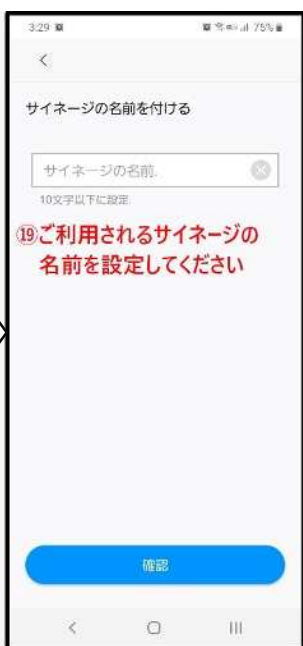 3:29
75%
サイネージの名前を付ける
サイネージの名前.
10文字以下に設定.
⑲ご利用されるサイネージの
名前を設定してください
確認